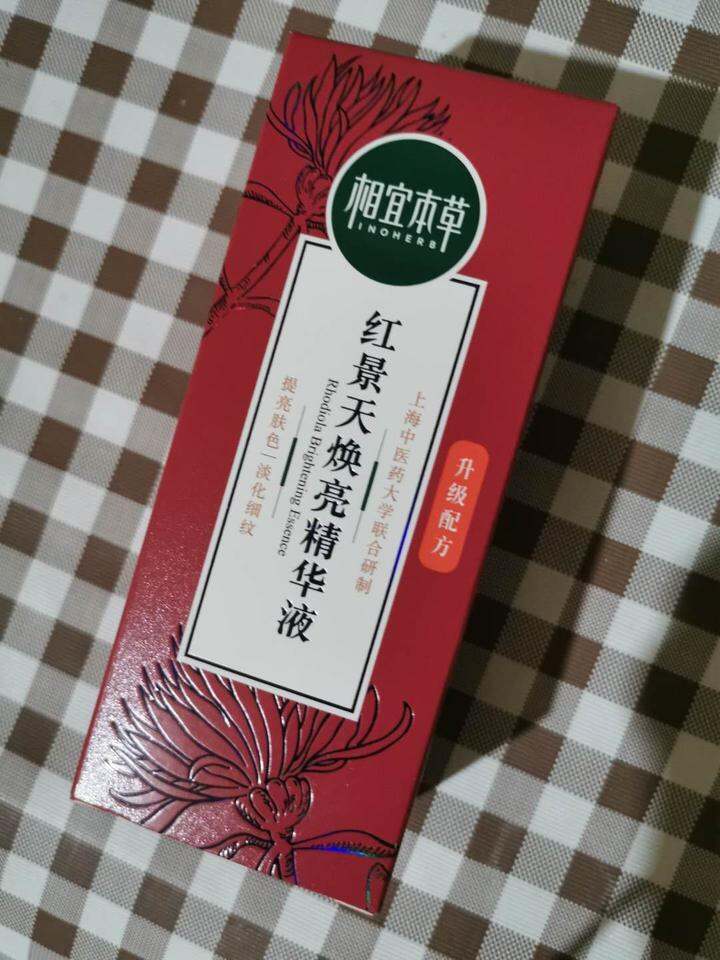 相宜本草
INOHERB
红景天焕亮精华液
Rhodiola Brightening Essence
上海中医药大学联合研制
提亮肤色|淡化细纹
升级配方